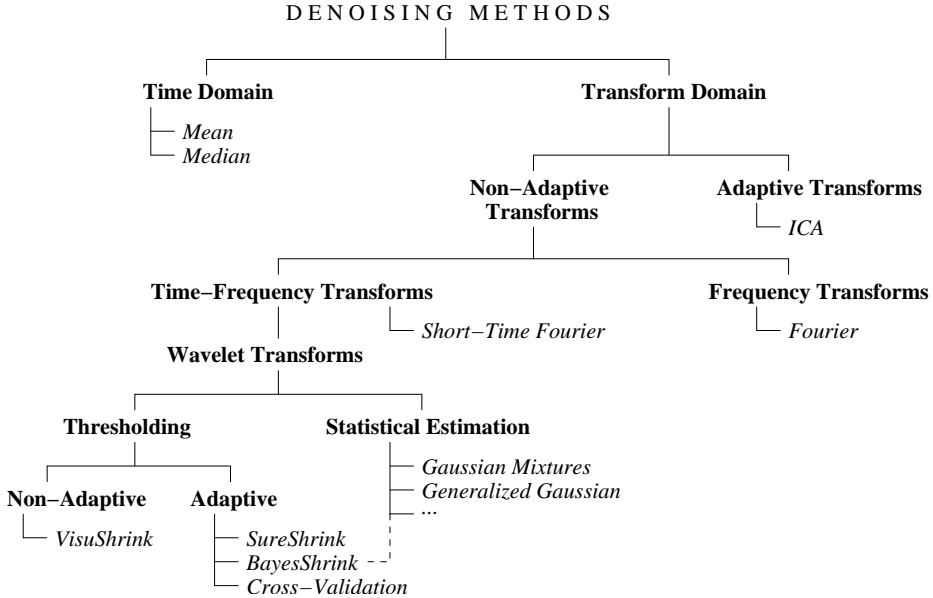 DENOISING METHODS
Time Domain
Transform Domain
Mean
Median
Non−Adaptive
Transforms
Adaptive Transforms
ICA
Time−Frequency Transforms
Frequency Transforms
Short−Time Fourier
Fourier
Wavelet Transforms
Thresholding
Statistical Estimation
Gaussian Mixtures
Generalized Gaussian
...
Non−Adaptive
Adaptive
VisuShrink
SureShrink
BayesShrink
Cross−Validation